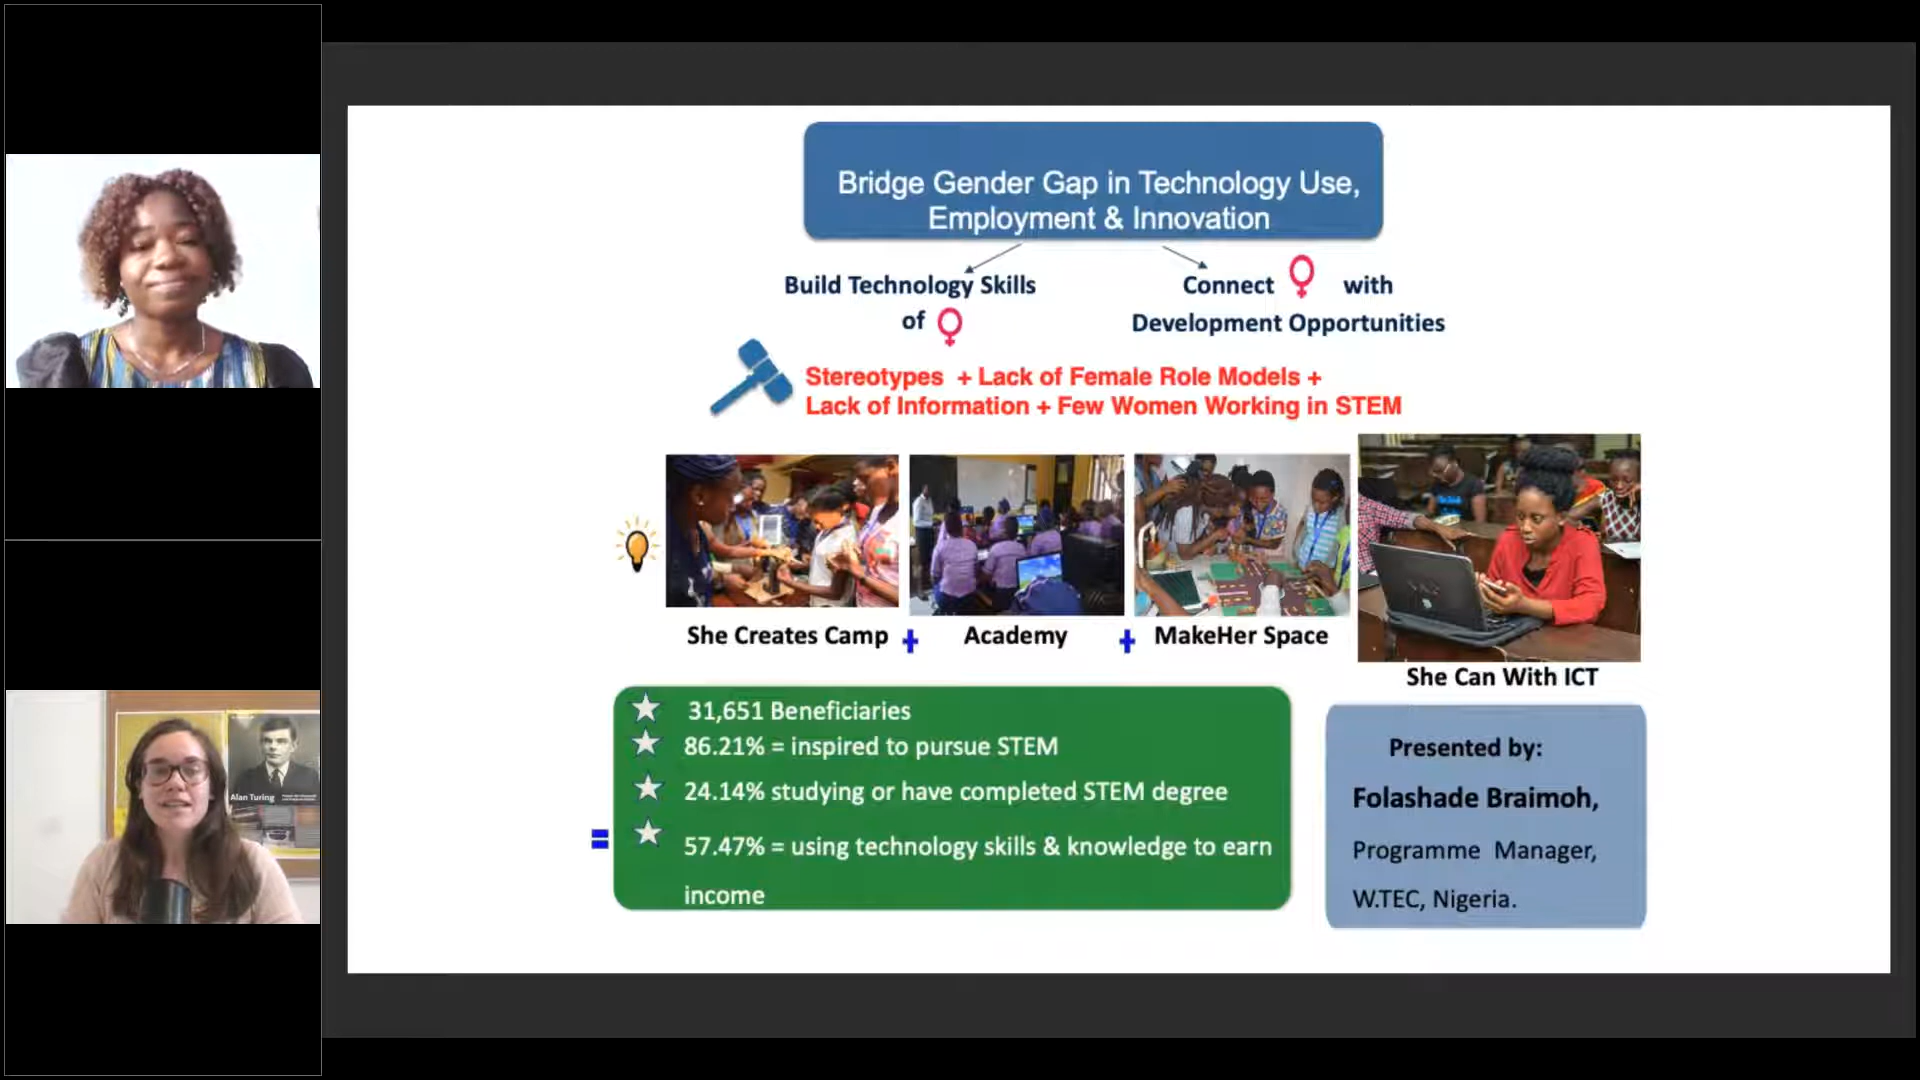 Bridge Gender Gap in Technology Use,
Employment & Innovation
Build Technology Skills
of
Connect with
Development Opportunities
Stereotypes + Lack of Female Role Models +
Lack of Information + Few Women Working in STEM
She Creates Camp + Academy + MakeHer Space
She Can With ICT
31,651 Beneficiaries
86.21% = inspired to pursue STEM
24.14% studying or have completed STEM degree
=
57.47% = using technology skills & knowledge to earn
income
Presented by:
Folashade Braimoh,
Programme Manager,
W.TEC, Nigeria.
Alan Turing